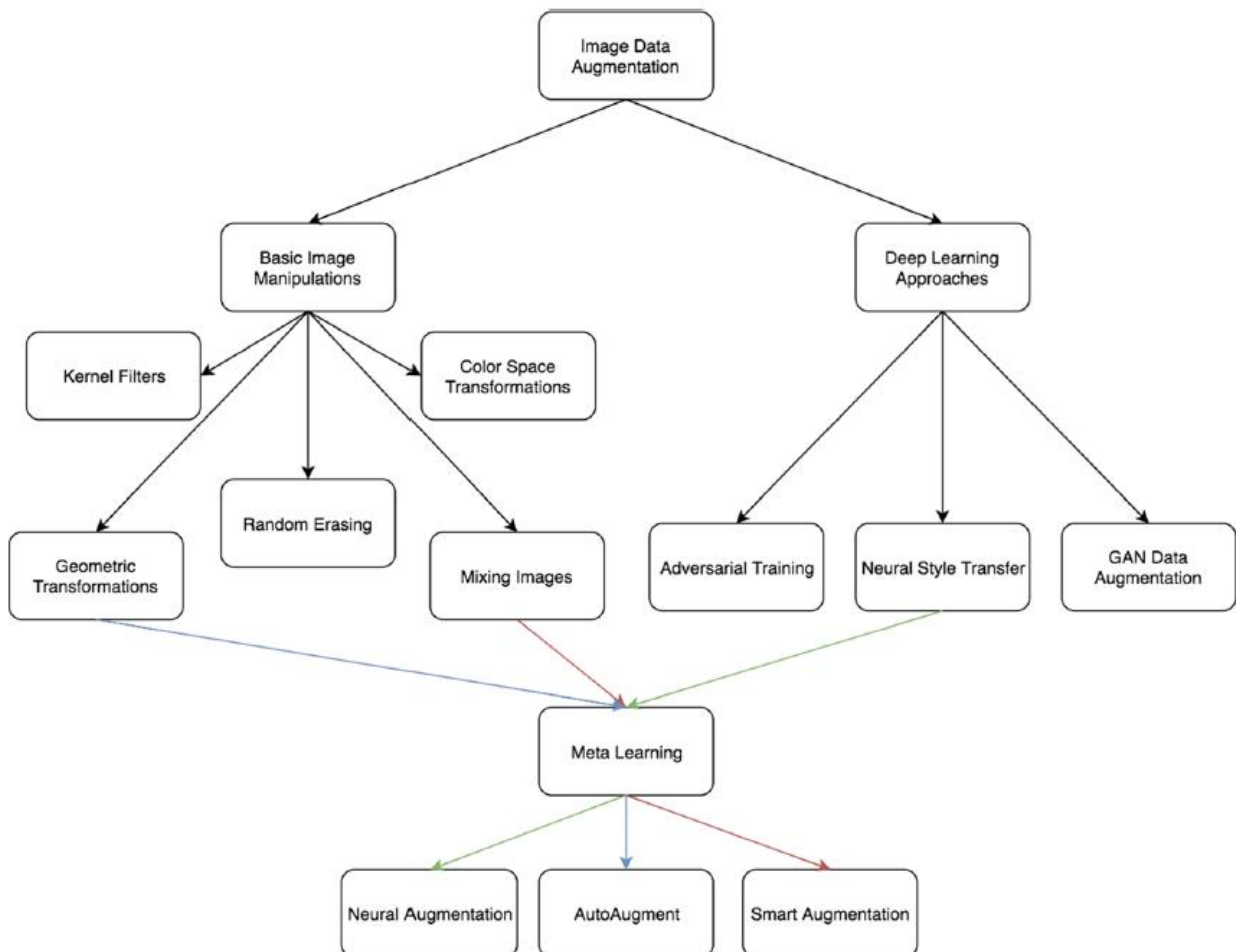 Image Data
Augmentation
Basic Image
Manipulations
Deep Learning
Approaches
Kernel Filters
Color Space
Transformations
Random Erasing
Geometric
Transformations
Mixing Images
Adversarial Training
Neural Style Transfer
GAN Data
Augmentation
Meta Learning
Neural Augmentation
AutoAugment
Smart Augmentation